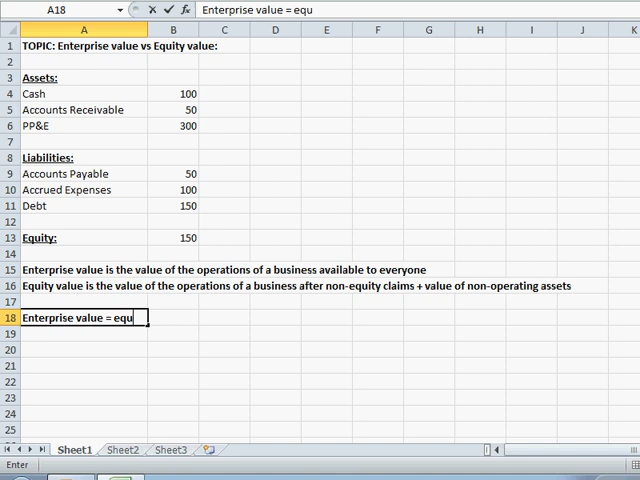 A18 fx Enterprise value = equ
A B C D E F G H I J K
1 TOPIC: Enterprise value vs Equity value:
2
3 Assets:
4 Cash 100
5 Accounts Receivable 50
6 PP&E 300
7
8 Liabilities:
9 Accounts Payable 50
10 Accrued Expenses 100
11 Debt 150
12
13 Equity: 150
14
15 Enterprise value is the value of the operations of a business available to everyone
16 Equity value is the value of the operations of a business after non-equity claims + value of non-operating assets
17
18 Enterprise value = equ
19
20
21
22
23
24
25
Sheet1 Sheet2 Sheet3
Enter